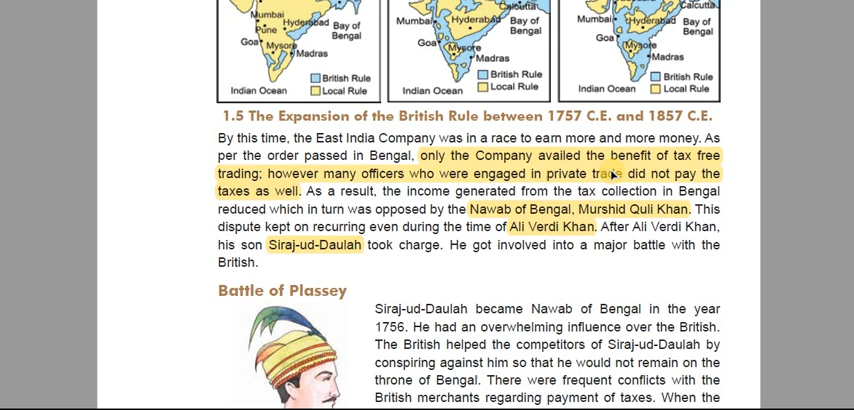 Mumbai
Pune
Hyderabad
Bay of
Bengal
Goa
Mysore
Madras
British Rule
Local Rule
Indian Ocean
Calcutta
Mumbai
Hyderabad
Bay of
Bengal
Goa
Mysore
Madras
British Rule
Local Rule
Indian Ocean
Calcutta
Mumbai
Hyderabad
Bay of
Bengal
Goa
Mysore
Madras
British Rule
Local Rule
Indian Ocean
1.5 The Expansion of the British Rule between 1757 C.E. and 1857 C.E.
By this time, the East India Company was in a race to earn more and more money. As
per the order passed in Bengal, only the Company availed the benefit of tax free
trading; however many officers who were engaged in private trade did not pay the
taxes as well. As a result, the income generated from the tax collection in Bengal
reduced which in turn was opposed by the Nawab of Bengal, Murshid Quli Khan. This
dispute kept on recurring even during the time of Ali Verdi Khan. After Ali Verdi Khan,
his son Siraj-ud-Daulah took charge. He got involved into a major battle with the
British.
Battle of Plassey
Siraj-ud-Daulah became Nawab of Bengal in the year
1756. He had an overwhelming influence over the British.
The British helped the competitors of Siraj-ud-Daulah by
conspiring against him so that he would not remain on the
throne of Bengal. There were frequent conflicts with the
British merchants regarding payment of taxes. When the